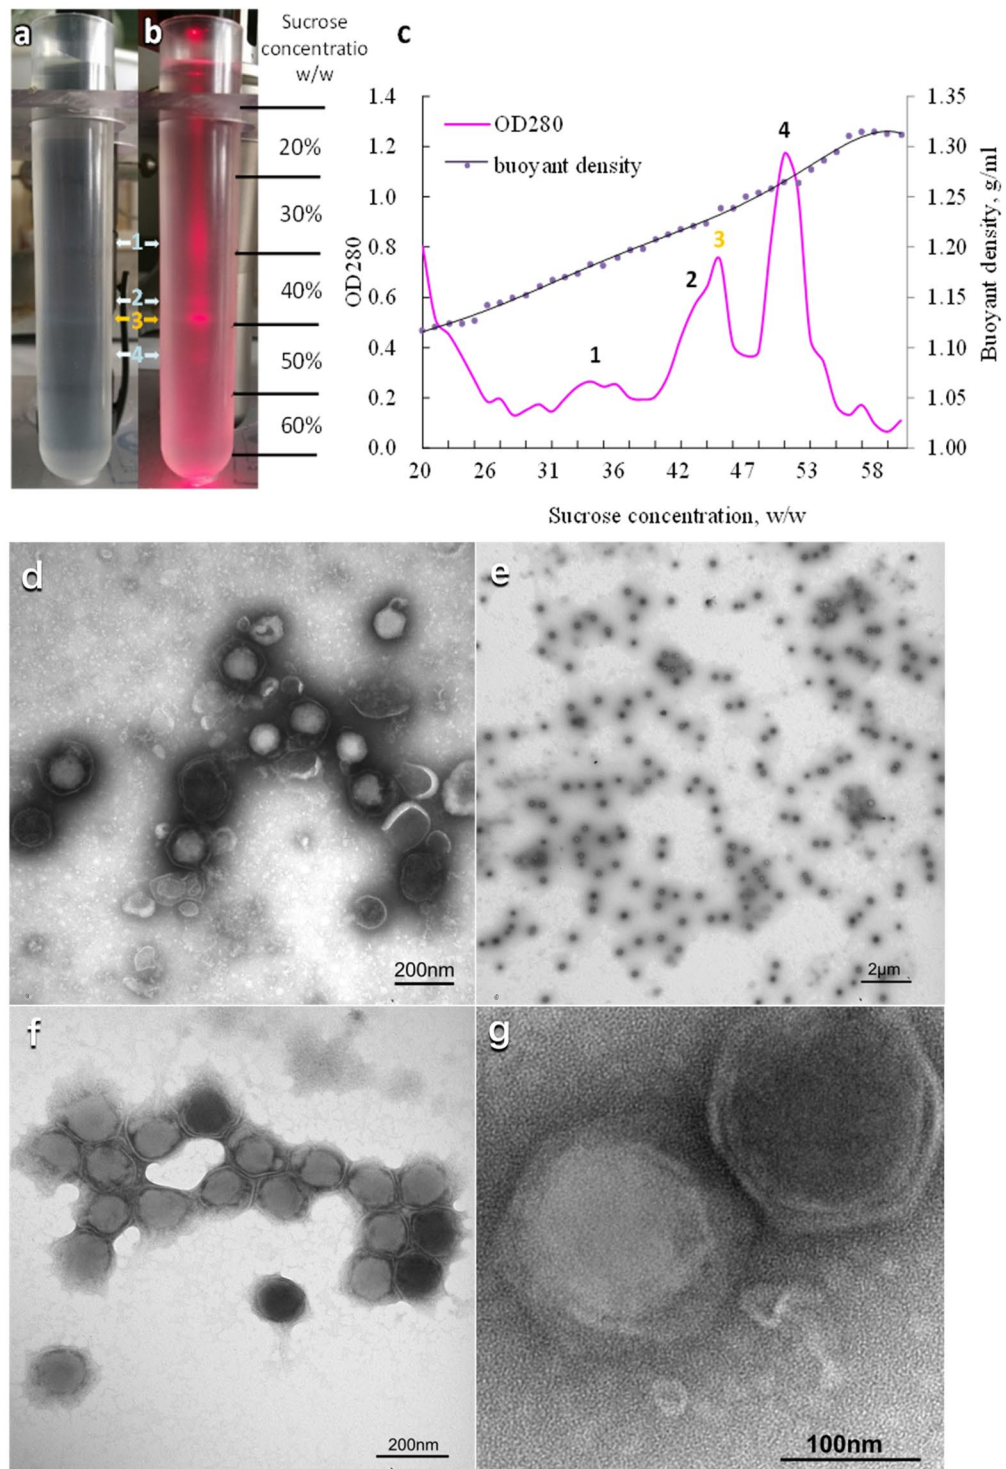 a
b
Sucrose
concentratio
w/w
20%
30%
40%
50%
60%
1
2
3
4
c
OD280
buoyant density
1.4
1.2
1.0
0.8
0.6
0.4
0.2
0.0
OD280
1
2
3
4
1.35
1.30
1.25
1.20
1.15
1.10
1.05
1.00
Buoyant density, g/ml
20 26 31 36 42 47 53 58
Sucrose concentration, w/w
d
200nm
e
2µm
f
200nm
g
100nm